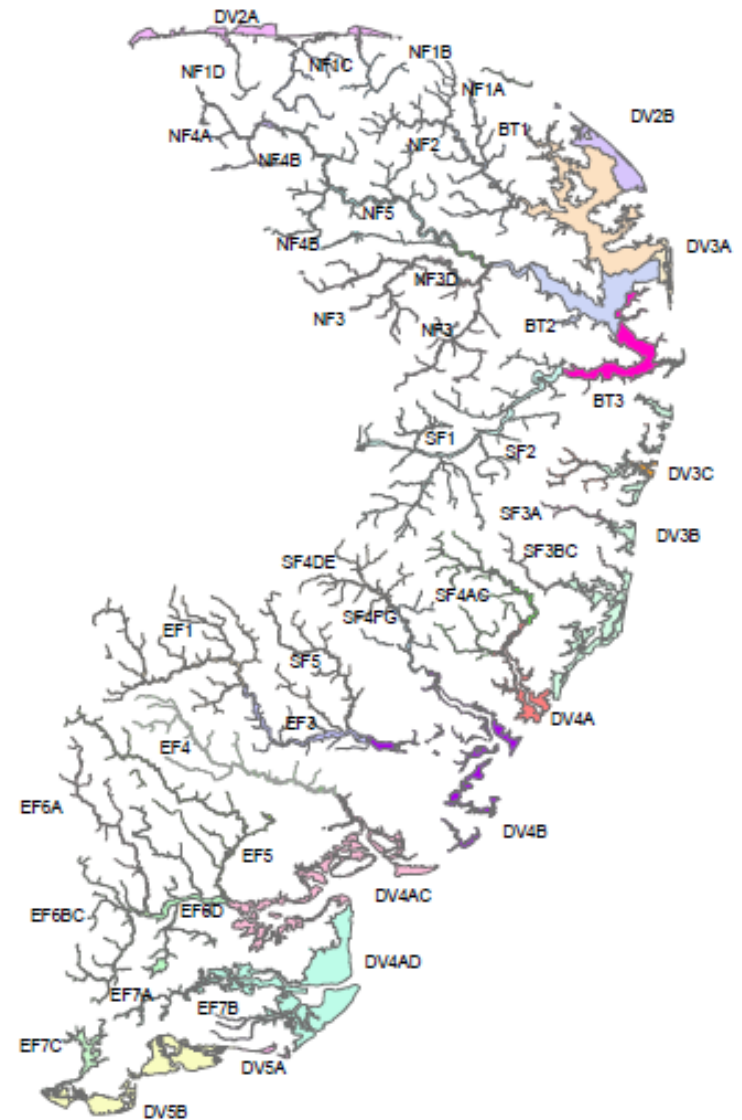 DV2A
NF1B
NF1C
NF1D
NF1A
DV2B
BT1
NF4A
NF2
NF4B
NF5
NF4B
DV3A
NF3D
NF3
BT2
NF3
BT3
SF1
SF2
DV3C
SF3A
DV3B
SF3BC
SF4DE
SF4AC
SF4FG
EF1
SF5
DV4A
EF3
EF4
EF6A
DV4B
EF5
DV4AC
EF6D
EF6BC
DV4AD
EF7A
EF7B
EF7C
DV5A
DV5B